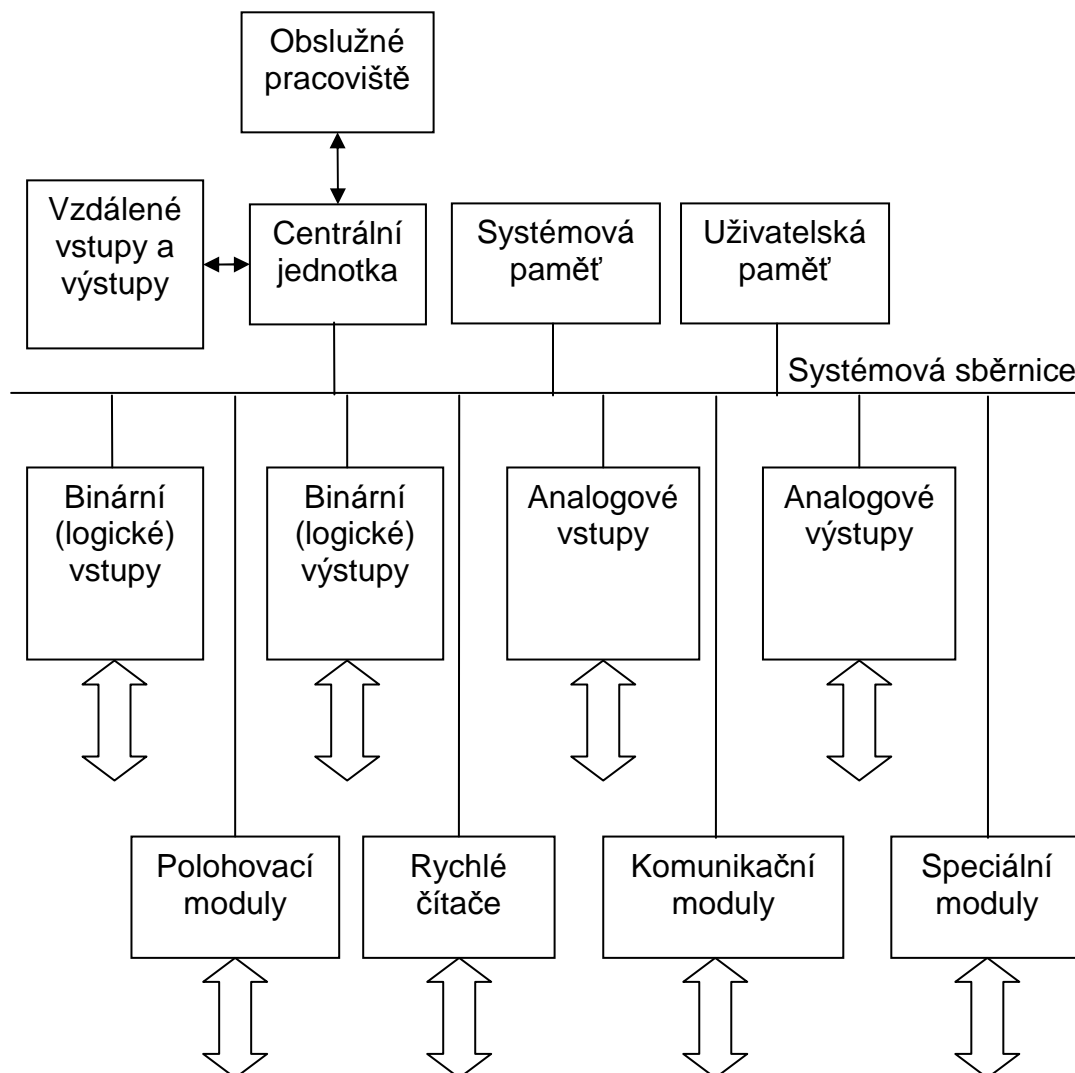 Obslužné
pracoviště
Vzdálené
vstupy a
výstupy
Centrální
jednotka
Systémová
paměť
Uživatelská
paměť
Systémová sběrnice
Binární
(logické)
vstupy
Binární
(logické)
výstupy
Analogové
vstupy
Analogové
výstupy
Polohovací
moduly
Rychlé
čítače
Komunikační
moduly
Speciální
moduly